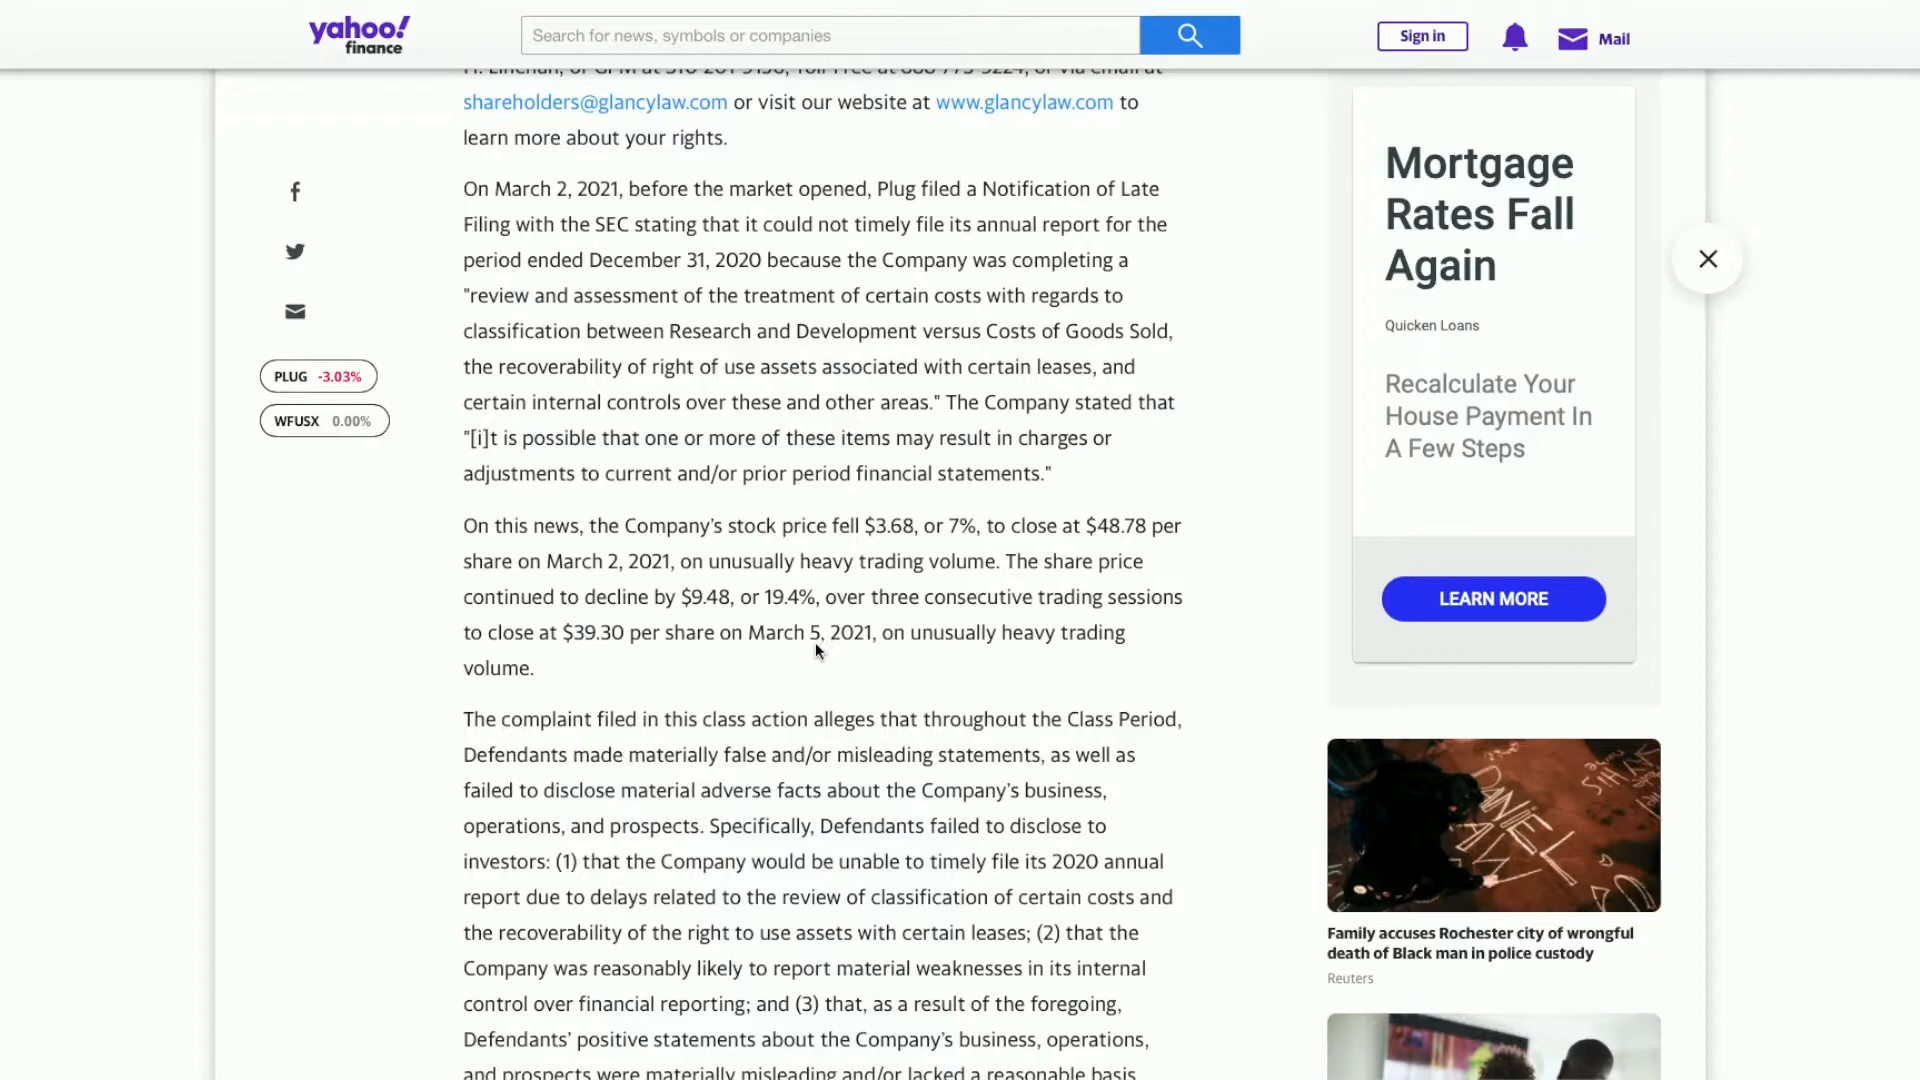 yahoo!
finance
Search for news, symbols or companies
Sign in
Mail
shareholders@glancylaw.com or visit our website at www.glancylaw.com to
learn more about your rights.
On March 2, 2021, before the market opened, Plug filed a Notification of Late
Filing with the SEC stating that it could not timely file its annual report for the
period ended December 31, 2020 because the Company was completing a
"review and assessment of the treatment of certain costs with regards to
classification between Research and Development versus Costs of Goods Sold,
the recoverability of right of use assets associated with certain leases, and
certain internal controls over these and other areas." The Company stated that
"[i]t is possible that one or more of these items may result in charges or
adjustments to current and/or prior period financial statements."
On this news, the Company's stock price fell $3.68, or 7%, to close at $48.78 per
share on March 2, 2021, on unusually heavy trading volume. The share price
continued to decline by $9.48, or 19.4%, over three consecutive trading sessions
to close at $39.30 per share on March 5, 2021, on unusually heavy trading
volume.
The complaint filed in this class action alleges that throughout the Class Period,
Defendants made materially false and/or misleading statements, as well as
failed to disclose material adverse facts about the Company's business,
operations, and prospects. Specifically, Defendants failed to disclose to
investors: (1) that the Company would be unable to timely file its 2020 annual
report due to delays related to the review of classification of certain costs and
the recoverability of the right to use assets with certain leases; (2) that the
Company was reasonably likely to report material weaknesses in its internal
control over financial reporting; and (3) that, as a result of the foregoing,
Defendants' positive statements about the Company's business, operations,
and prospects were materially misleading and/or lacked a reasonable basis
PLUG -3.03%
WFUSX 0.00%
Mortgage
Rates Fall
Again
Quicken Loans
Recalculate Your
House Payment In
A Few Steps
LEARN MORE
DANIEL
Family accuses Rochester city of wrongful
death of Black man in police custody
Reuters